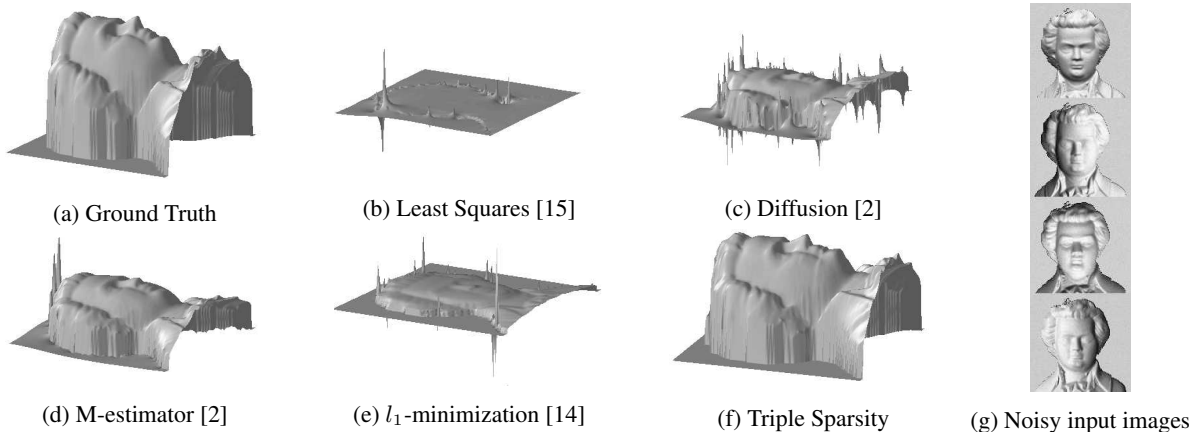 (a) Ground Truth
(b) Least Squares [15]
(c) Diffusion [2]
(d) M-estimator [2]
(e) l₁-minimization [14]
(f) Triple Sparsity
(g) Noisy input images